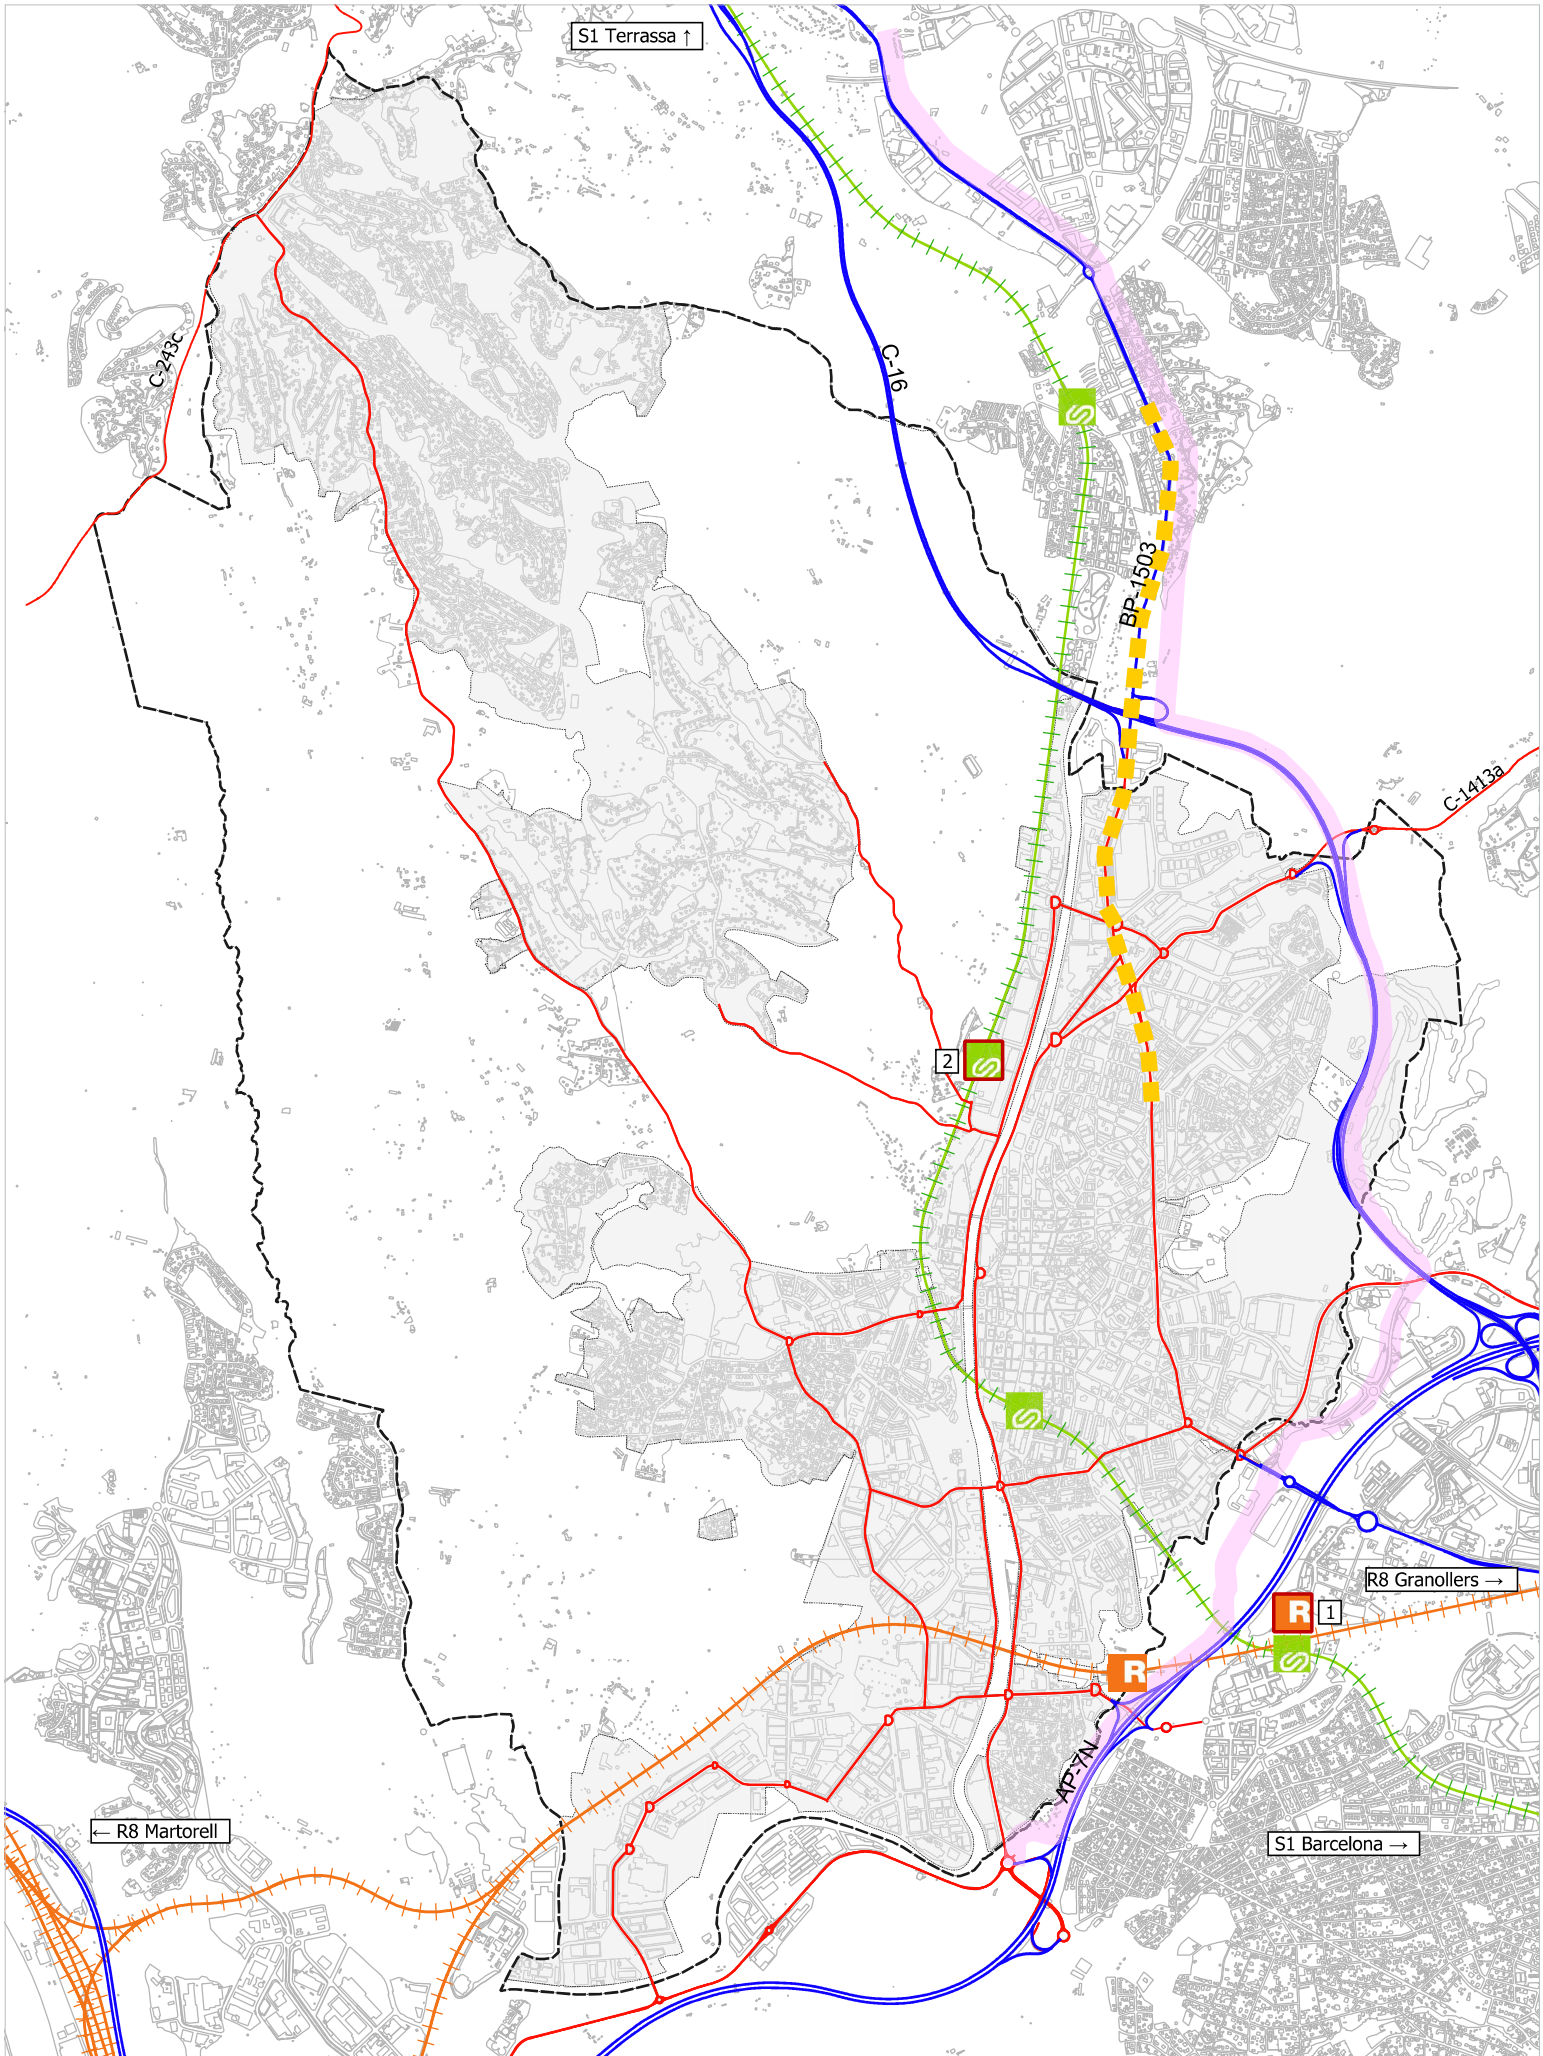 S1 Terrassa ↑
C-243c
C-16
S
BP-1503
C-1413a
2
S
S
R8 Granollers →
R
1
S
R
AP-7N
← R8 Martorell
S1 Barcelona →